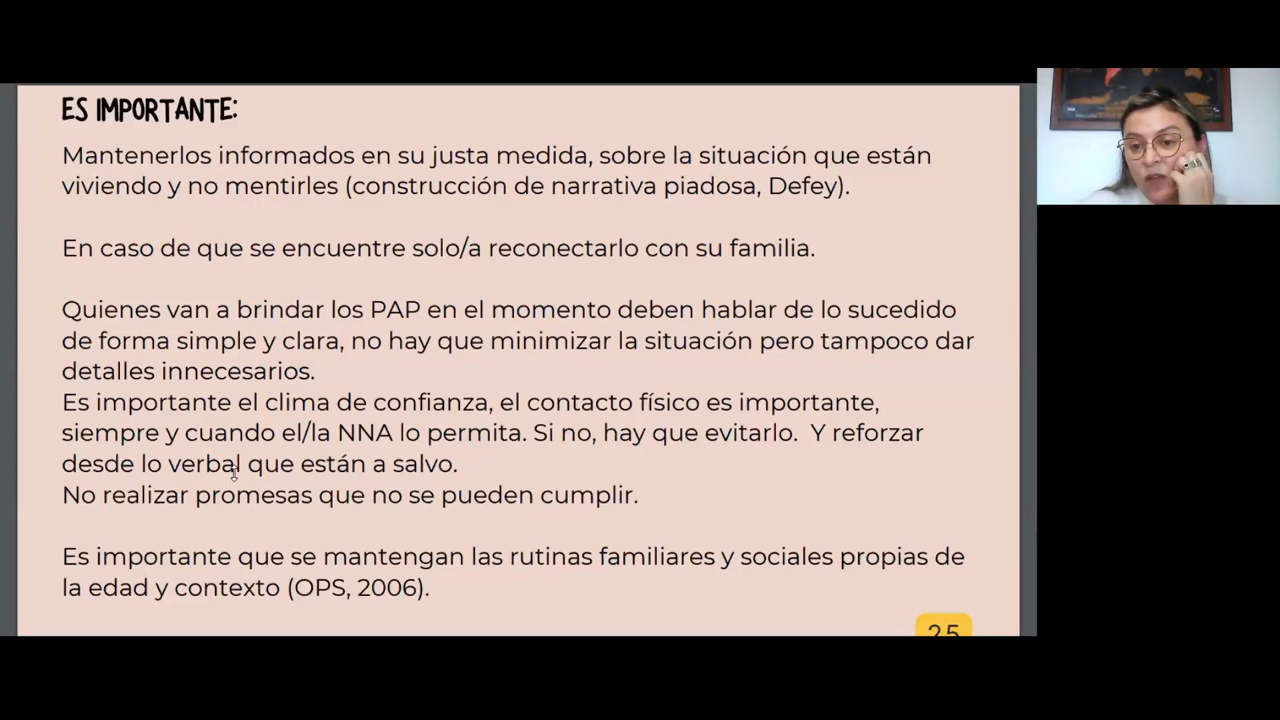 ES IMPORTANTE:
Mantenerlos informados en su justa medida, sobre la situación que están
viviendo y no mentirles (construcción de narrativa piadosa, Defey).
En caso de que se encuentre solo/a reconectarlo con su familia.
Quienes van a brindar los PAP en el momento deben hablar de lo sucedido
de forma simple y clara, no hay que minimizar la situación pero tampoco dar
detalles innecesarios.
Es importante el clima de confianza, el contacto físico es importante,
siempre y cuando el/la NNA lo permita. Si no, hay que evitarlo.  Y reforzar
desde lo verbal que están a salvo.
No realizar promesas que no se pueden cumplir.
Es importante que se mantengan las rutinas familiares y sociales propias de
la edad y contexto (OPS, 2006).
25